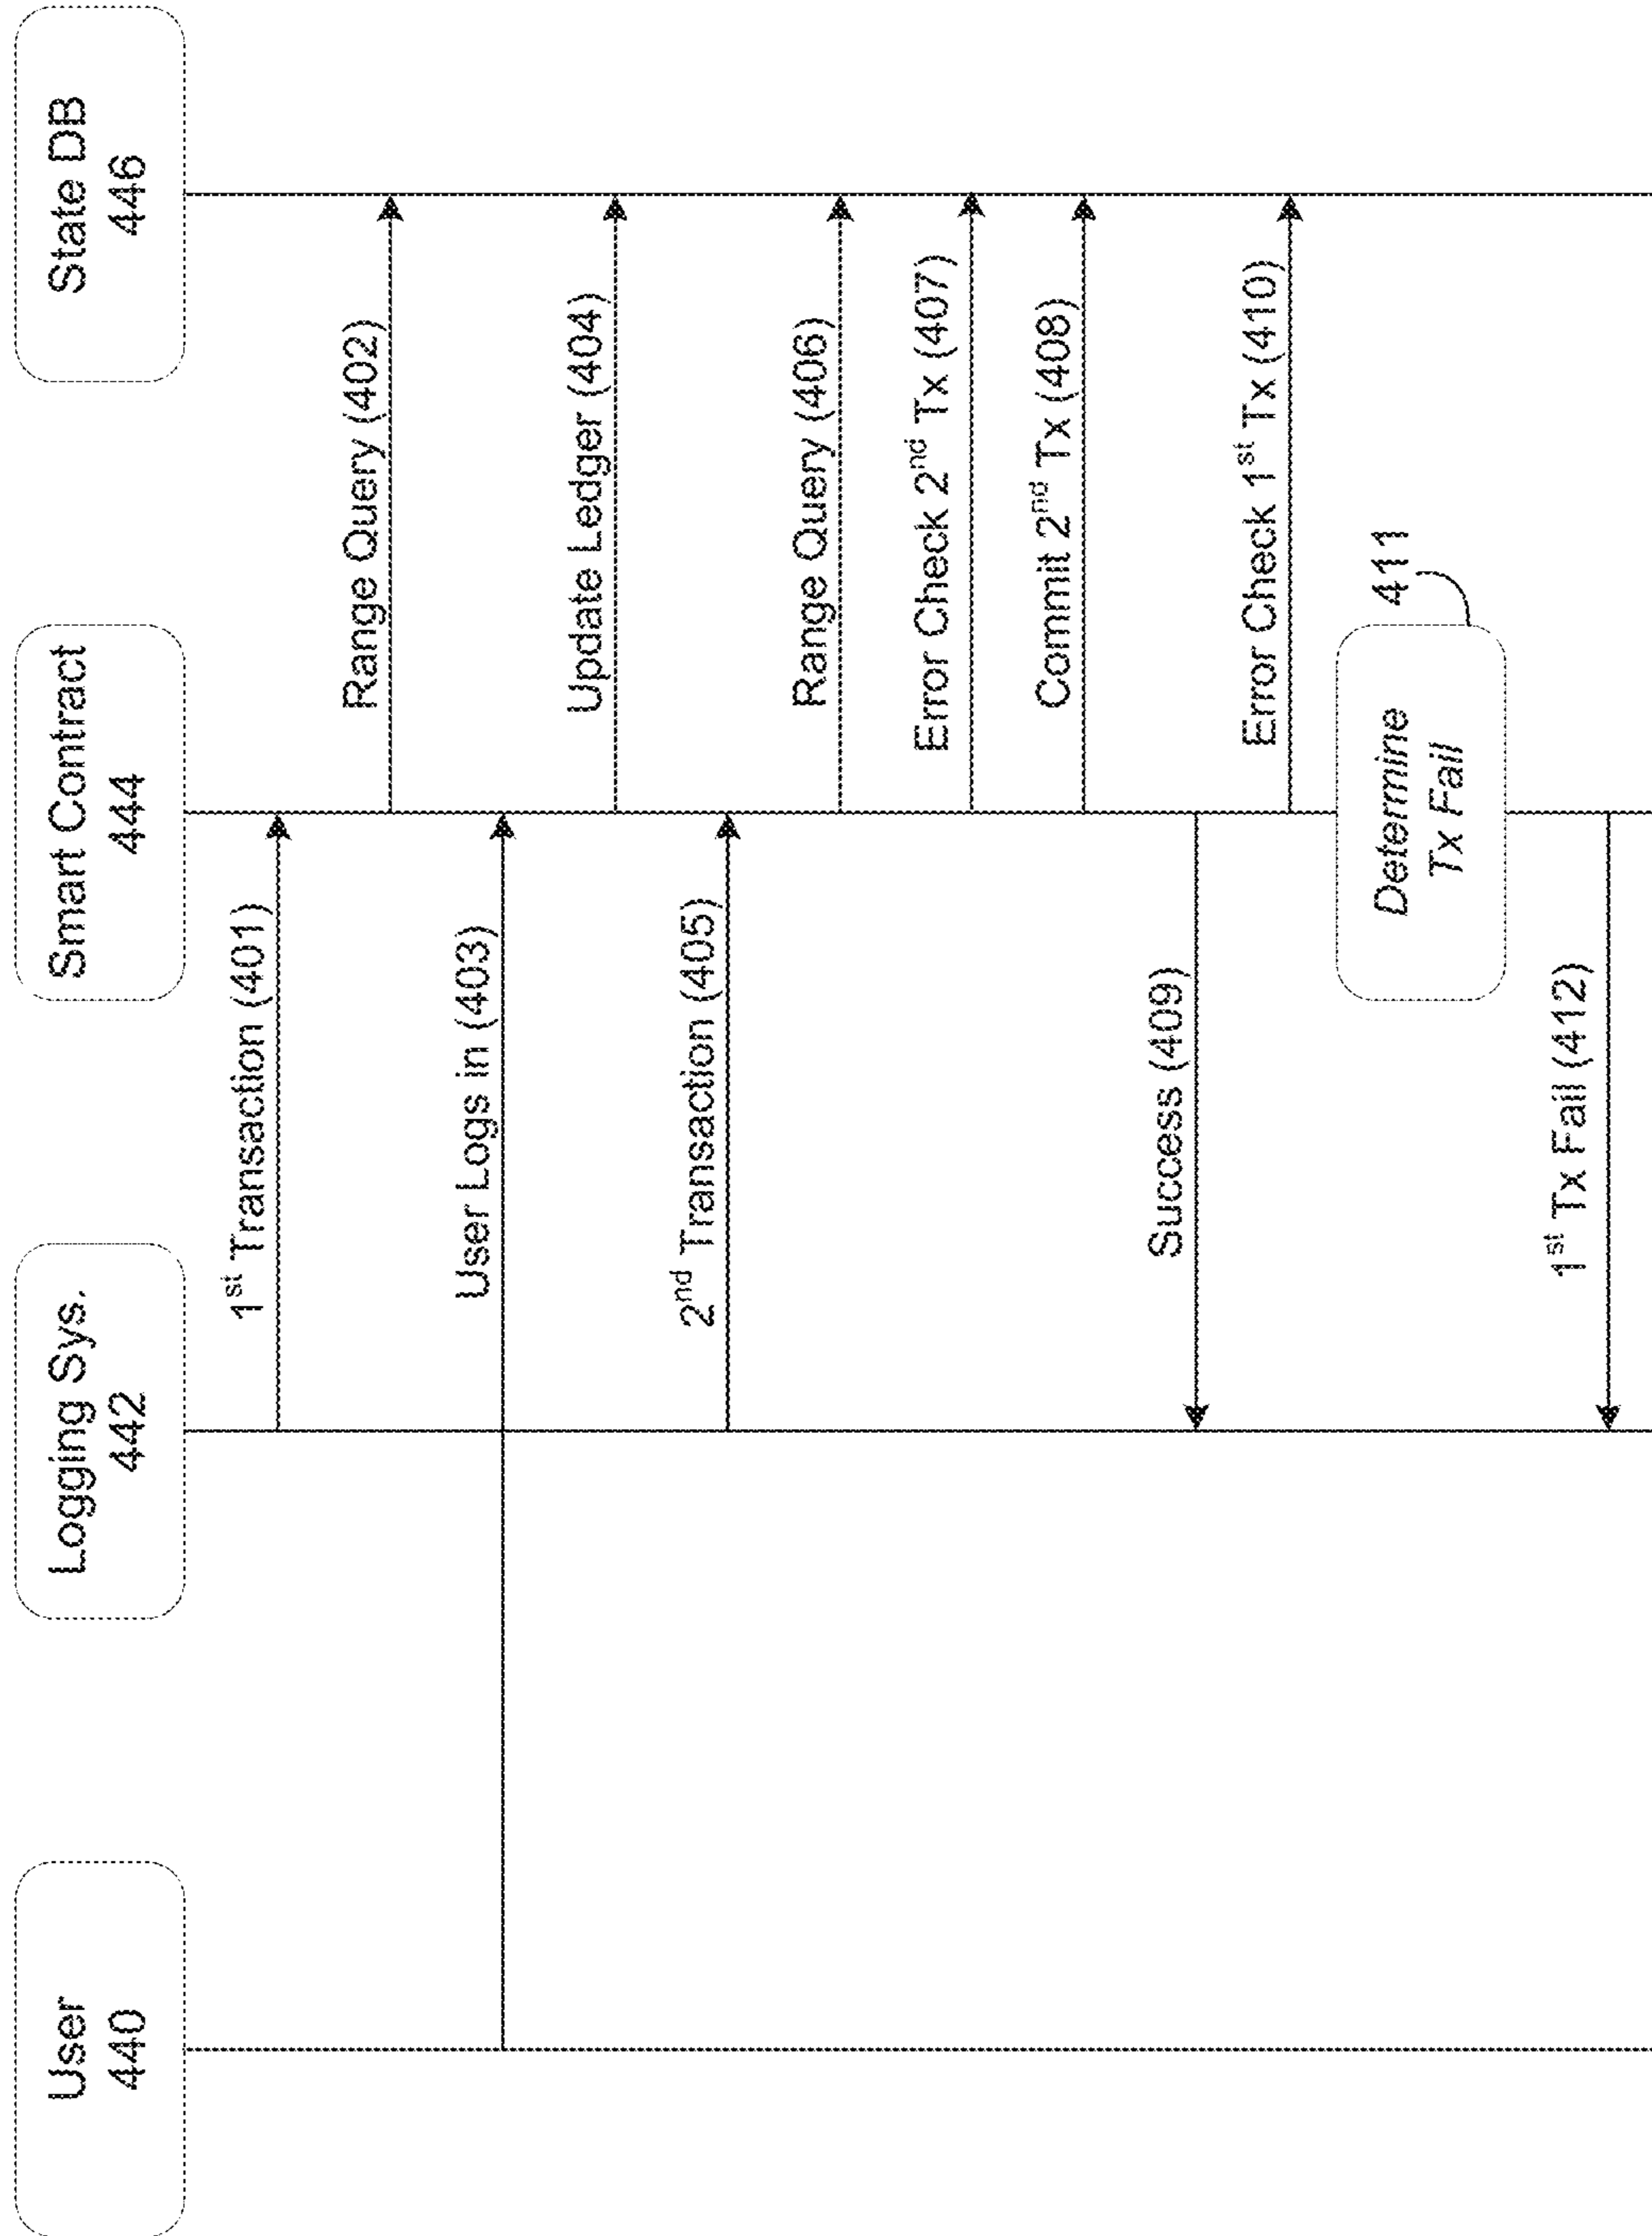 User
440
Logging Sys.
442
Smart Contract
444
State DB
446
1st Transaction (401)
Range Query (402)
User Logs in (403)
Update Ledger (404)
2nd Transaction (405)
Range Query (406)
Error Check 2nd Tx (407)
Commit 2nd Tx (408)
Success (409)
Error Check 1st Tx (410)
411
Determine
Tx Fail
1st Tx Fail (412)